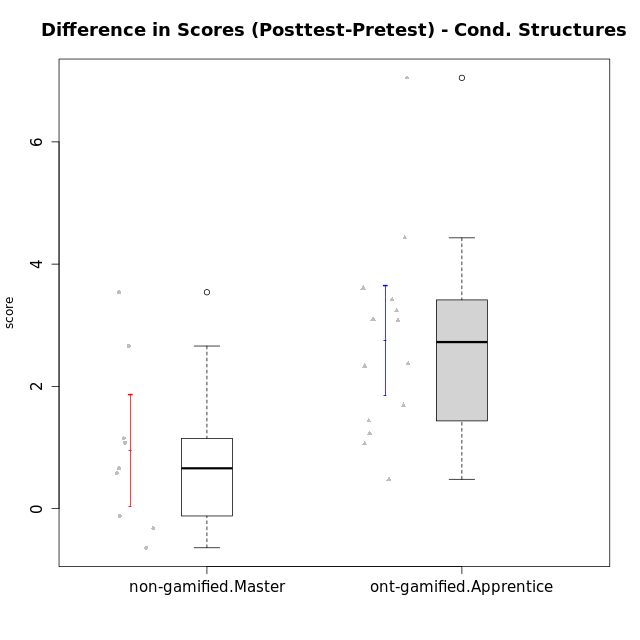 Difference in Scores (Posttest-Pretest) - Cond. Structures
6
4
2
0
score
non-gamified.Master
ont-gamified.Apprentice